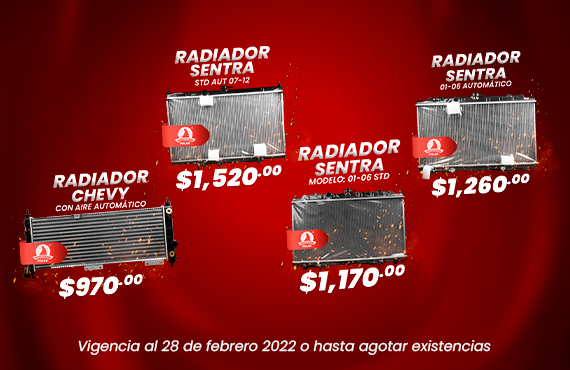 RADIADOR
SENTRA
STD AUT 07-12
$1,520.00
RADIADOR
SENTRA
01-06 AUTOMÁTICO
$1,260.00
RADIADOR
SENTRA
MODELO: 01-06 STD
$1,170.00
RADIADOR
CHEVY
CON AIRE AUTOMÁTICO
$970.00
Vigencia al 28 de febrero 2022 o hasta agotar existencias